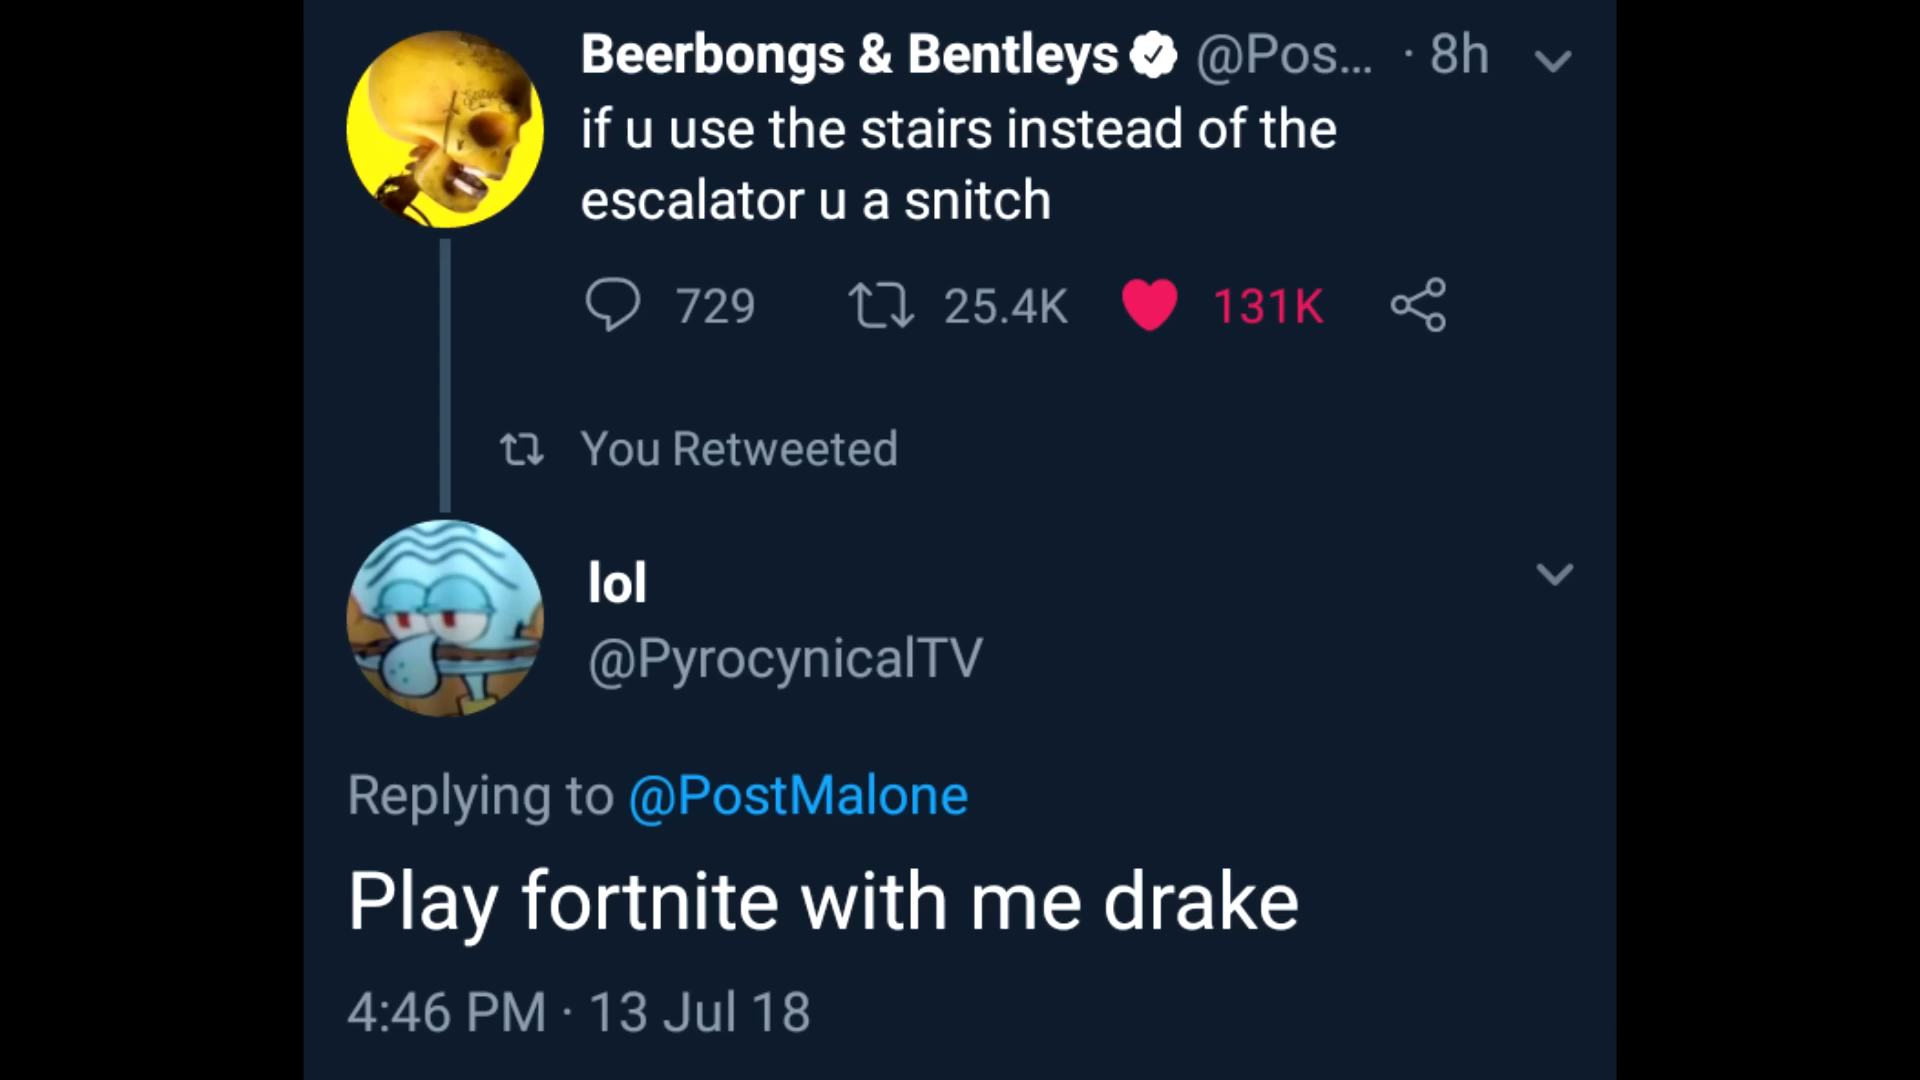 Beerbongs & Bentleys @Pos... · 8h
if u use the stairs instead of the
escalator u a snitch
729 25.4K 131K
You Retweeted
lol
@PyrocynicalTV
Replying to @PostMalone
Play fortnite with me drake
4:46 PM · 13 Jul 18